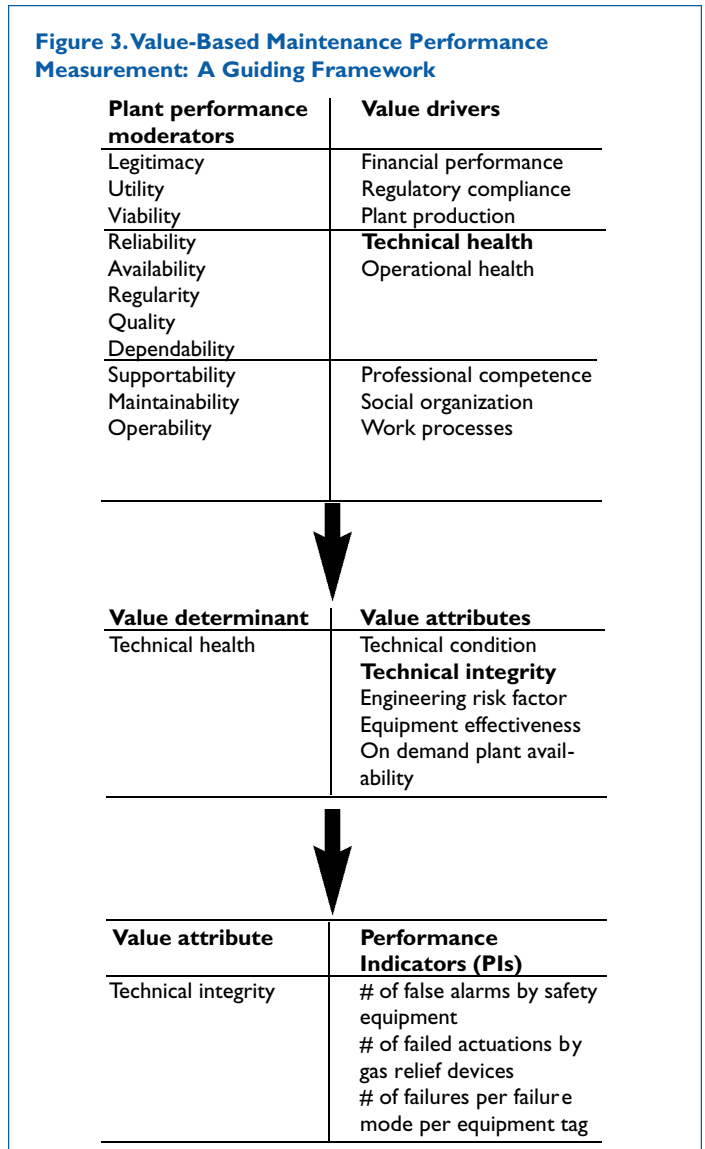 Figure 3. Value-Based Maintenance Performance
Measurement: A Guiding Framework
Plant performance
moderators
Value drivers
Legitimacy
Utility
Viability
Financial performance
Regulatory compliance
Plant production
Reliability
Availability
Regularity
Quality
Dependability
Technical health
Operational health
Supportability
Maintainability
Operability
Professional competence
Social organization
Work processes
Value determinant
Value attributes
Technical health
Technical condition
Technical integrity
Engineering risk factor
Equipment effectiveness
On demand plant avail-
ability
Value attribute
Performance
Indicators (PIs)
Technical integrity
# of false alarms by safety
equipment
# of failed actuations by
gas relief devices
# of failures per failure
mode per equipment tag